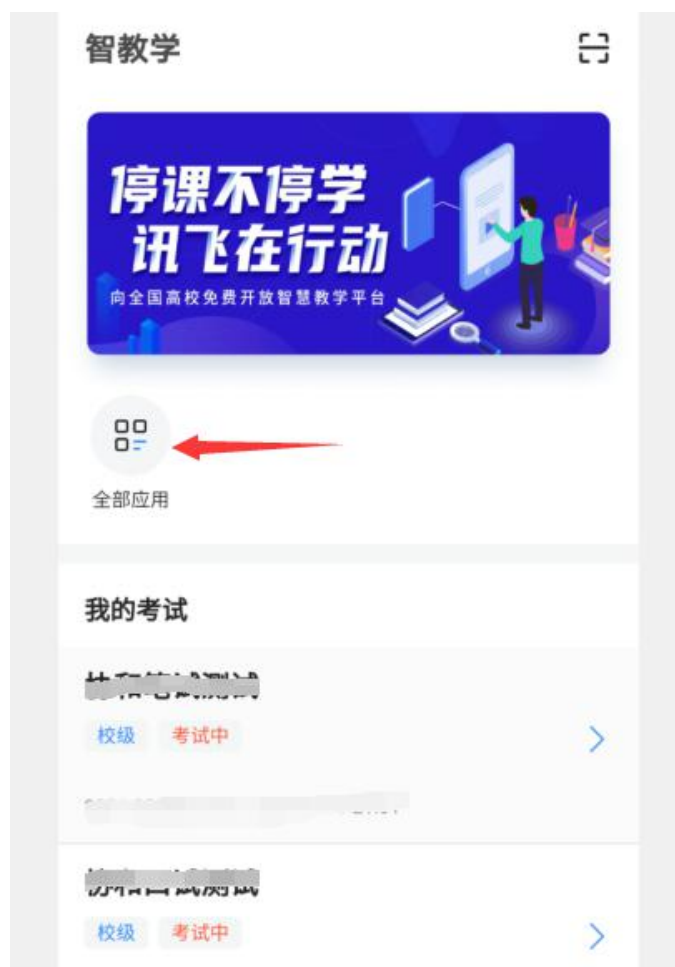 智教学
停课不停学
讯飞在行动
向全国高校免费开放智慧教学平台
全部应用
我的考试
校级 考试中
校级 考试中